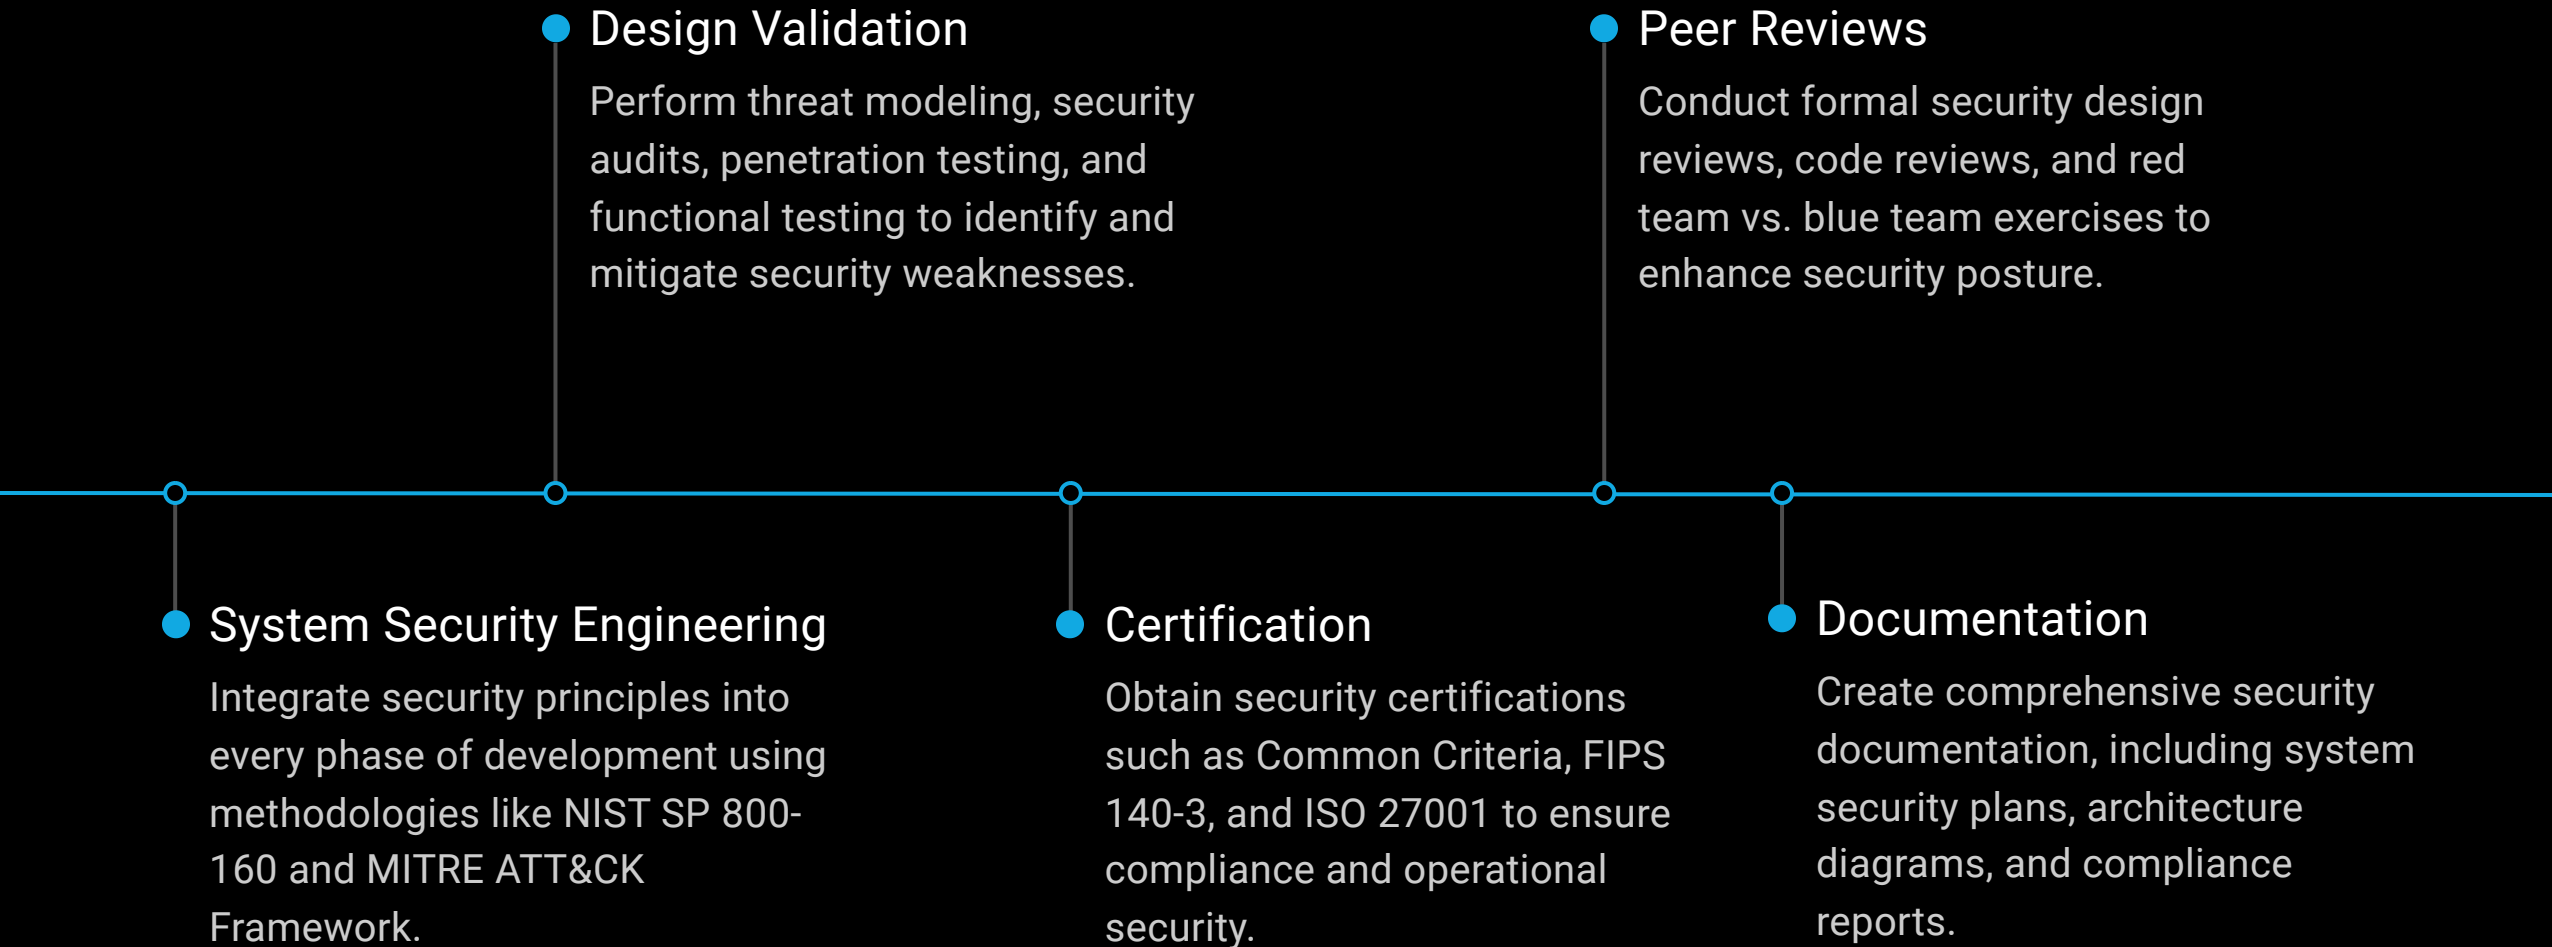 Design Validation
Perform threat modeling, security
audits, penetration testing, and
functional testing to identify and
mitigate security weaknesses.
Peer Reviews
Conduct formal security design
reviews, code reviews, and red
team vs. blue team exercises to
enhance security posture.
System Security Engineering
Integrate security principles into
every phase of development using
methodologies like NIST SP 800-
160 and MITRE ATT&CK
Framework.
Certification
Obtain security certifications
such as Common Criteria, FIPS
140-3, and ISO 27001 to ensure
compliance and operational
security.
Documentation
Create comprehensive security
documentation, including system
security plans, architecture
diagrams, and compliance
reports.